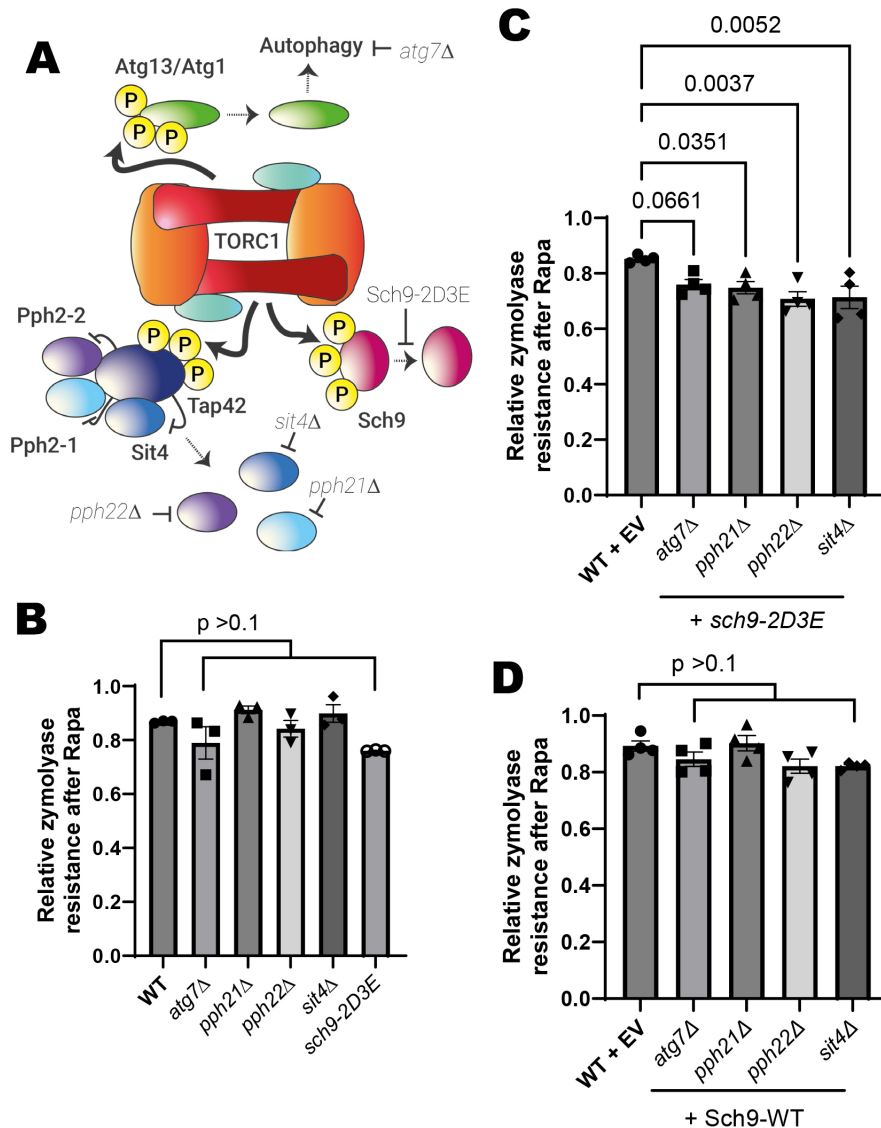 A
Autophagy
atg7Δ
Atg13/Atg1
P
P
P
TORC1
Sch9-2D3E
Pph2-2
P
P
P
P
P
P
Tap42
Sch9
Pph2-1
Sit4
sit4Δ
pph21Δ
pph22Δ
B
p >0.1
Relative zymolyase
resistance after Rapa
1.0
0.8
0.6
0.4
0.2
0.0
WT
atg7Δ
pph21Δ
pph22Δ
sit4Δ
sch9-2D3E
C
0.0052
0.0037
0.0351
0.0661
Relative zymolyase
resistance after Rapa
1.0
0.8
0.6
0.4
0.2
0.0
WT + EV
atg7Δ
pph21Δ
pph22Δ
sit4Δ
+ sch9-2D3E
D
p >0.1
Relative zymolyase
resistance after Rapa
1.0
0.8
0.6
0.4
0.2
0.0
WT + EV
atg7Δ
pph21Δ
pph22Δ
sit4Δ
+ Sch9-WT